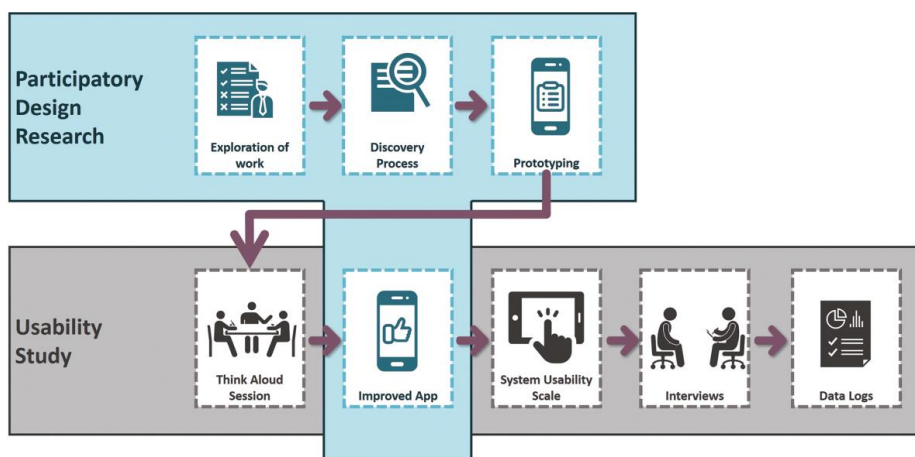 Participatory
Design
Research
Exploration of
work
Discovery
Process
Prototyping
Usability
Study
Think Aloud
Session
Improved App
System Usability
Scale
Interviews
Data Logs